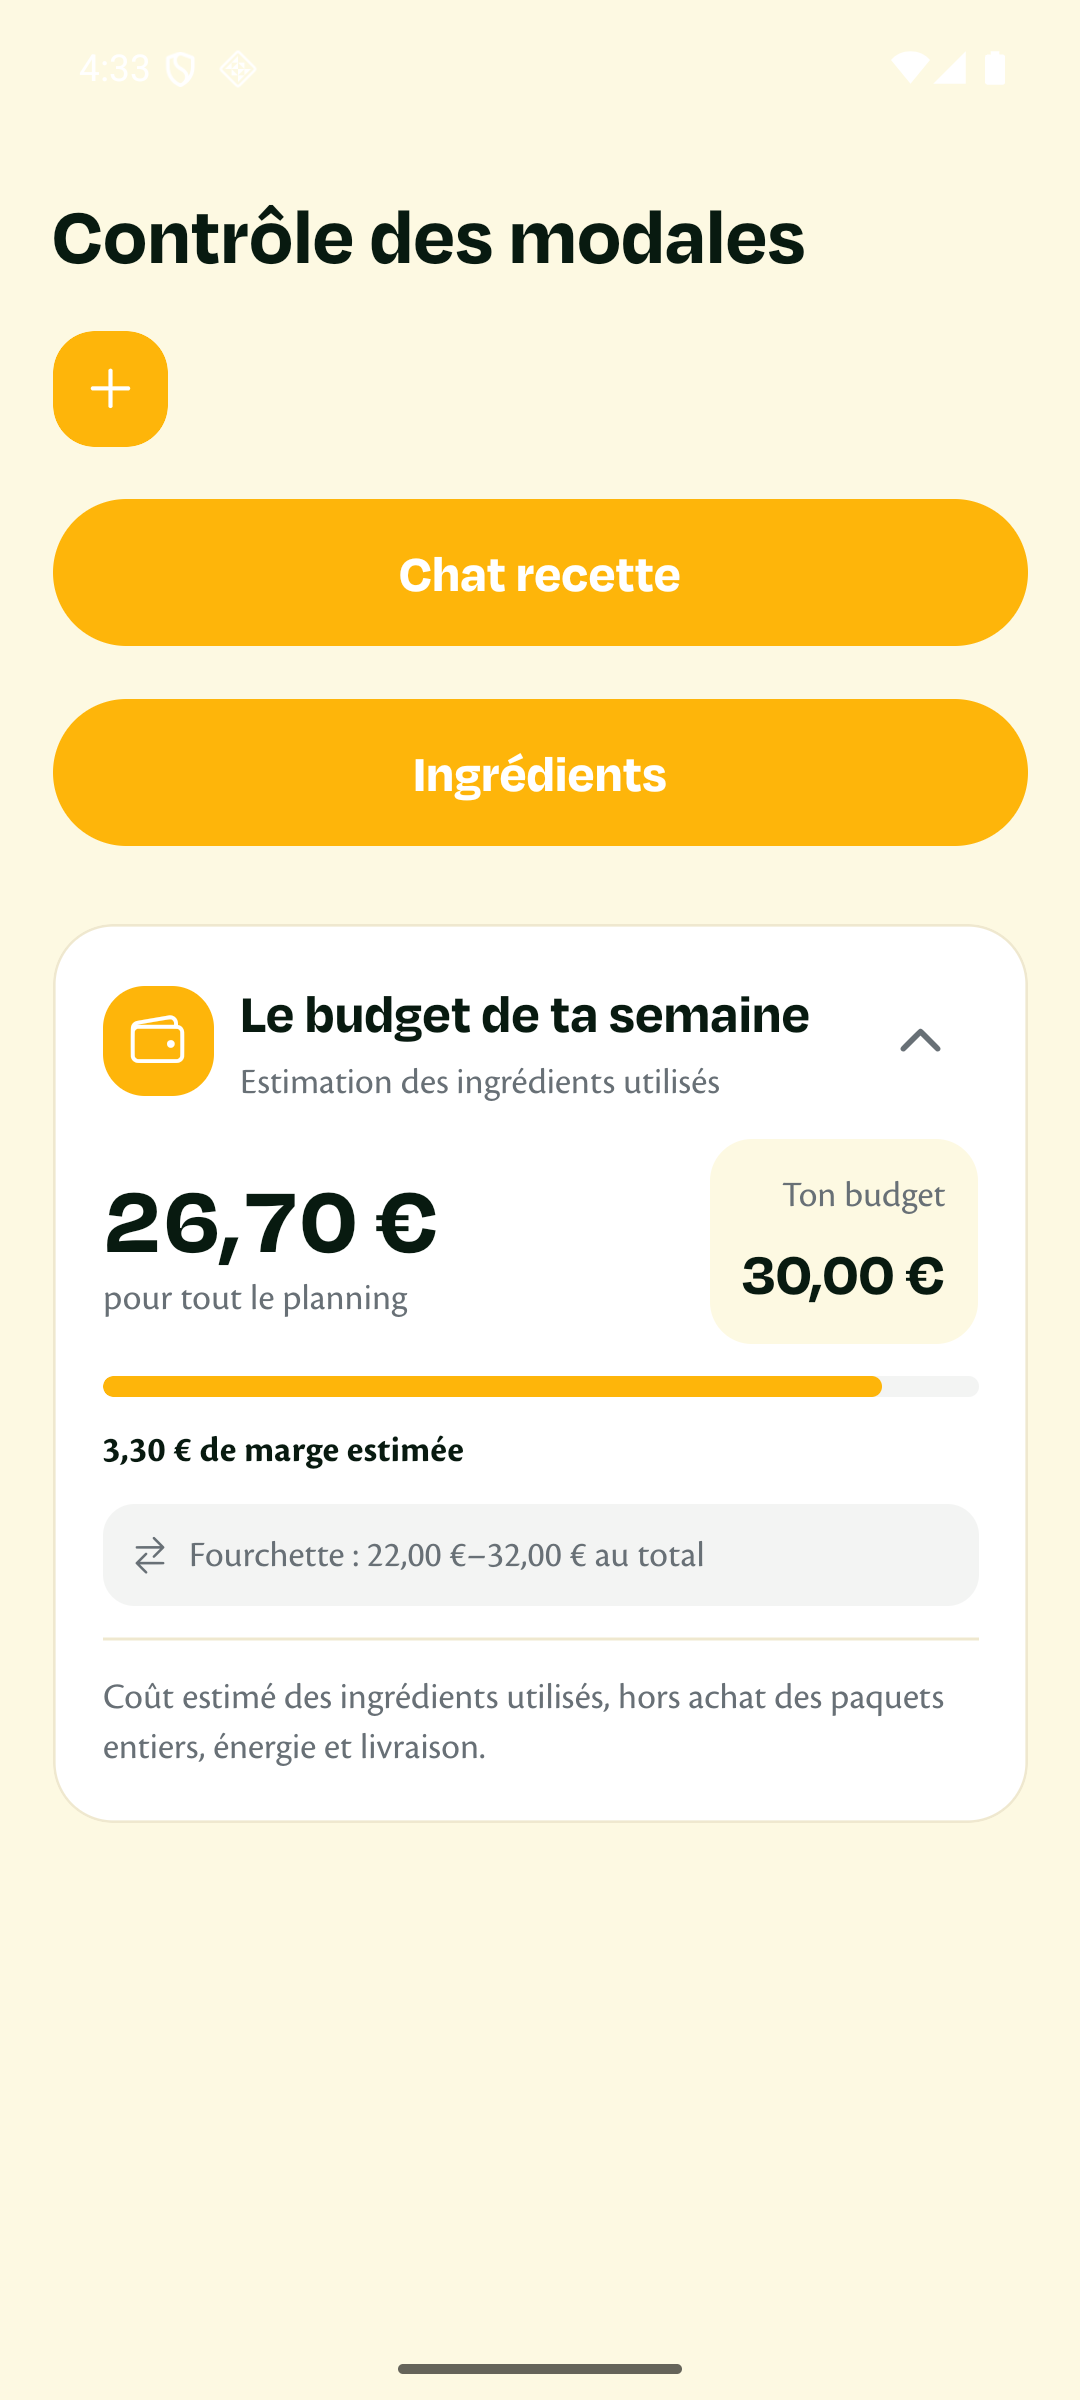 4:33
Contrôle des modales
Chat recette
Ingrédients
Le budget de ta semaine
Estimation des ingrédients utilisés
26,70 €
pour tout le planning
Ton budget
30,00 €
3,30 € de marge estimée
Fourchette : 22,00 €–32,00 € au total
Coût estimé des ingrédients utilisés, hors achat des paquets
entiers, énergie et livraison.